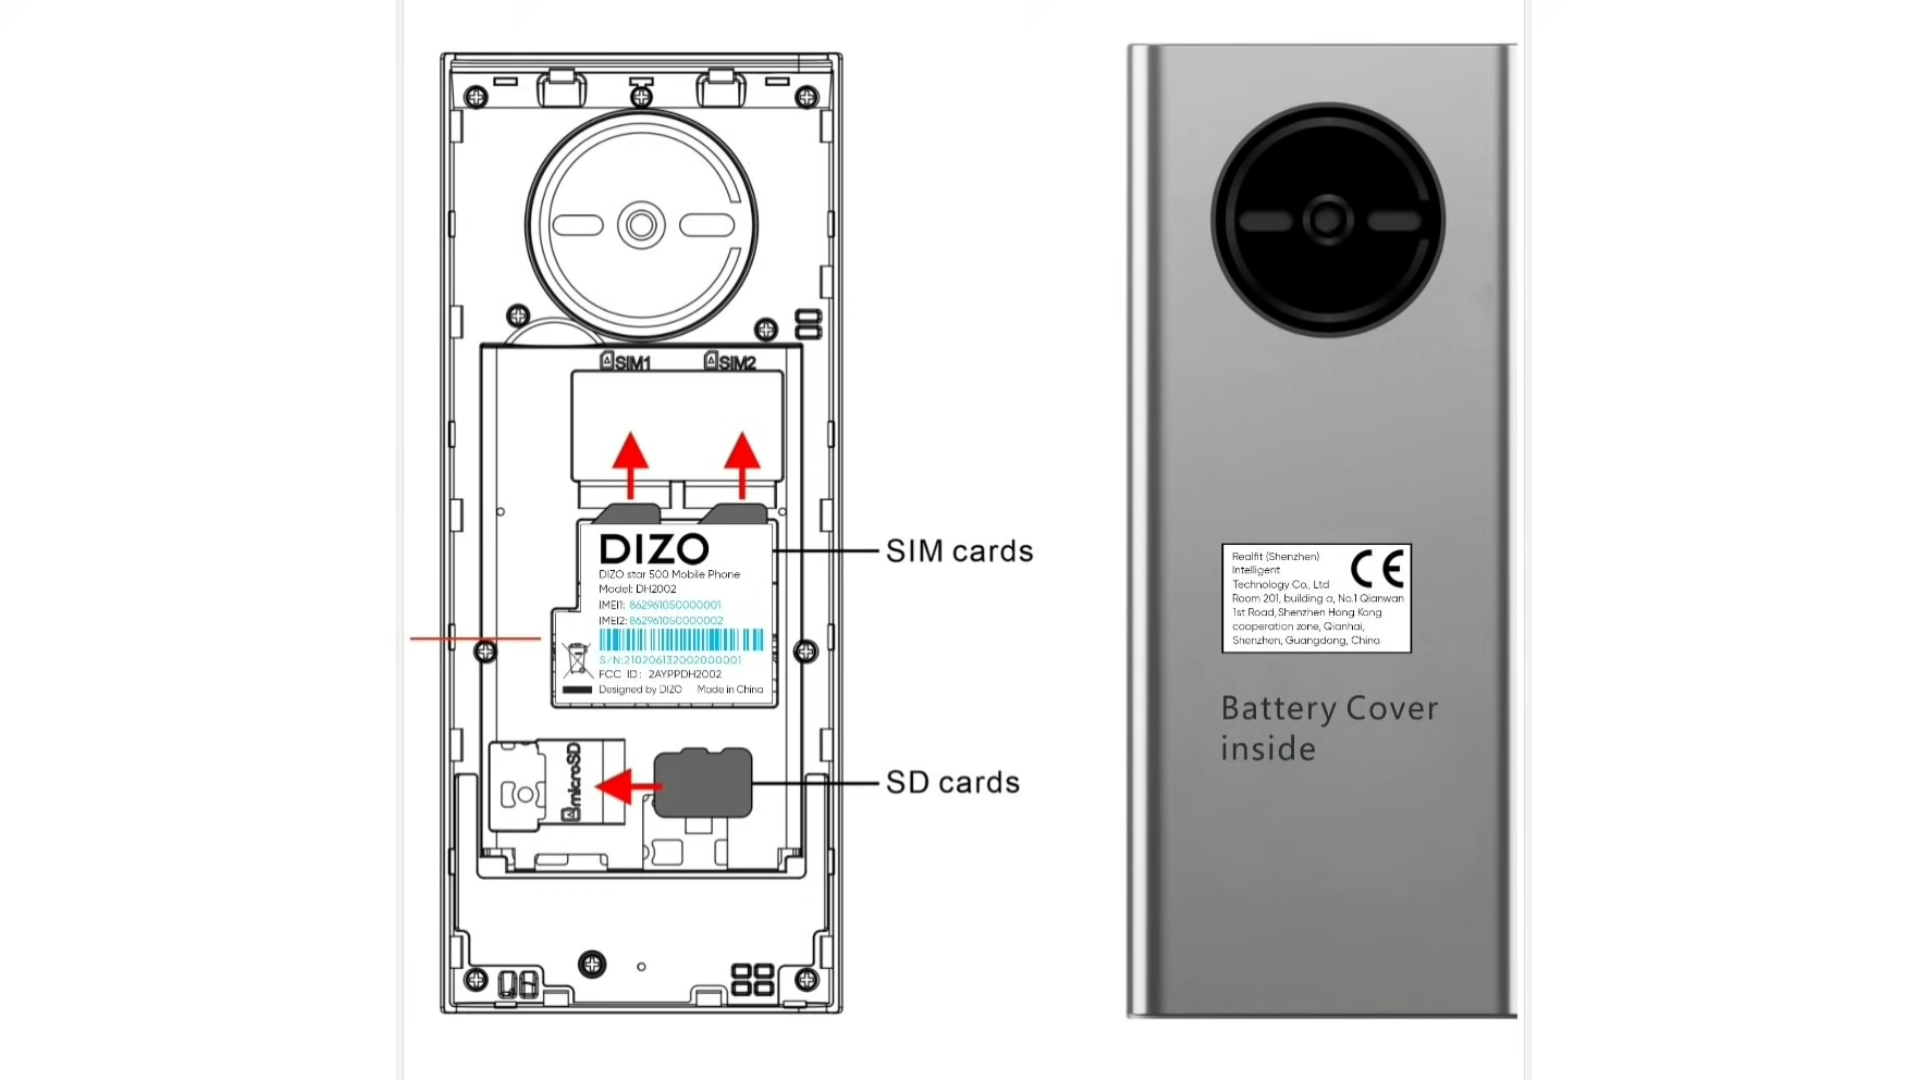 SIM1
SIM2
DIZO
DIZO star 500 Mobile Phone
Model: DH2002
IMEI1: 862961050000001
IMEI2: 862961050000002
S/N:210206132002000001
FCC ID: 2AYPPDH2002
Designed by DIZO Made in China
SIM cards
microSD
SD cards
Realfit (Shenzhen)
Intelligent
Technology Co., Ltd
Room 201, building a, No.1 Qianwan
1st Road, Shenzhen Hong Kong
cooperation zone, Qianhai,
Shenzhen, Guangdong, China
CE
Battery Cover
inside